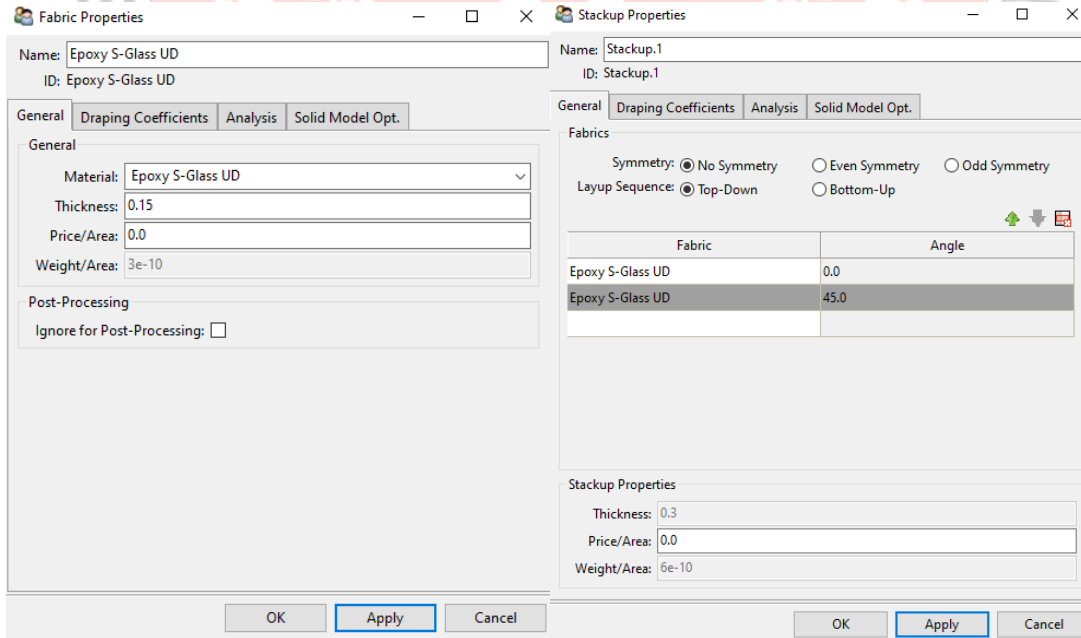 Fabric Properties
Name: Epoxy S-Glass UD
ID: Epoxy S-Glass UD
General Draping Coefficients Analysis Solid Model Opt.
General
Material: Epoxy S-Glass UD
Thickness: 0.15
Price/Area: 0.0
Weight/Area: 3e-10
Post-Processing
Ignore for Post-Processing:
OK Apply Cancel
Stackup Properties
Name: Stackup.1
ID: Stackup.1
General Draping Coefficients Analysis Solid Model Opt.
Fabrics
Symmetry: No Symmetry Even Symmetry Odd Symmetry
Layup Sequence: Top-Down Bottom-Up
Fabric Angle
Epoxy S-Glass UD 0.0
Epoxy S-Glass UD 45.0
Stackup Properties
Thickness: 0.3
Price/Area: 0.0
Weight/Area: 6e-10
OK Apply Cancel